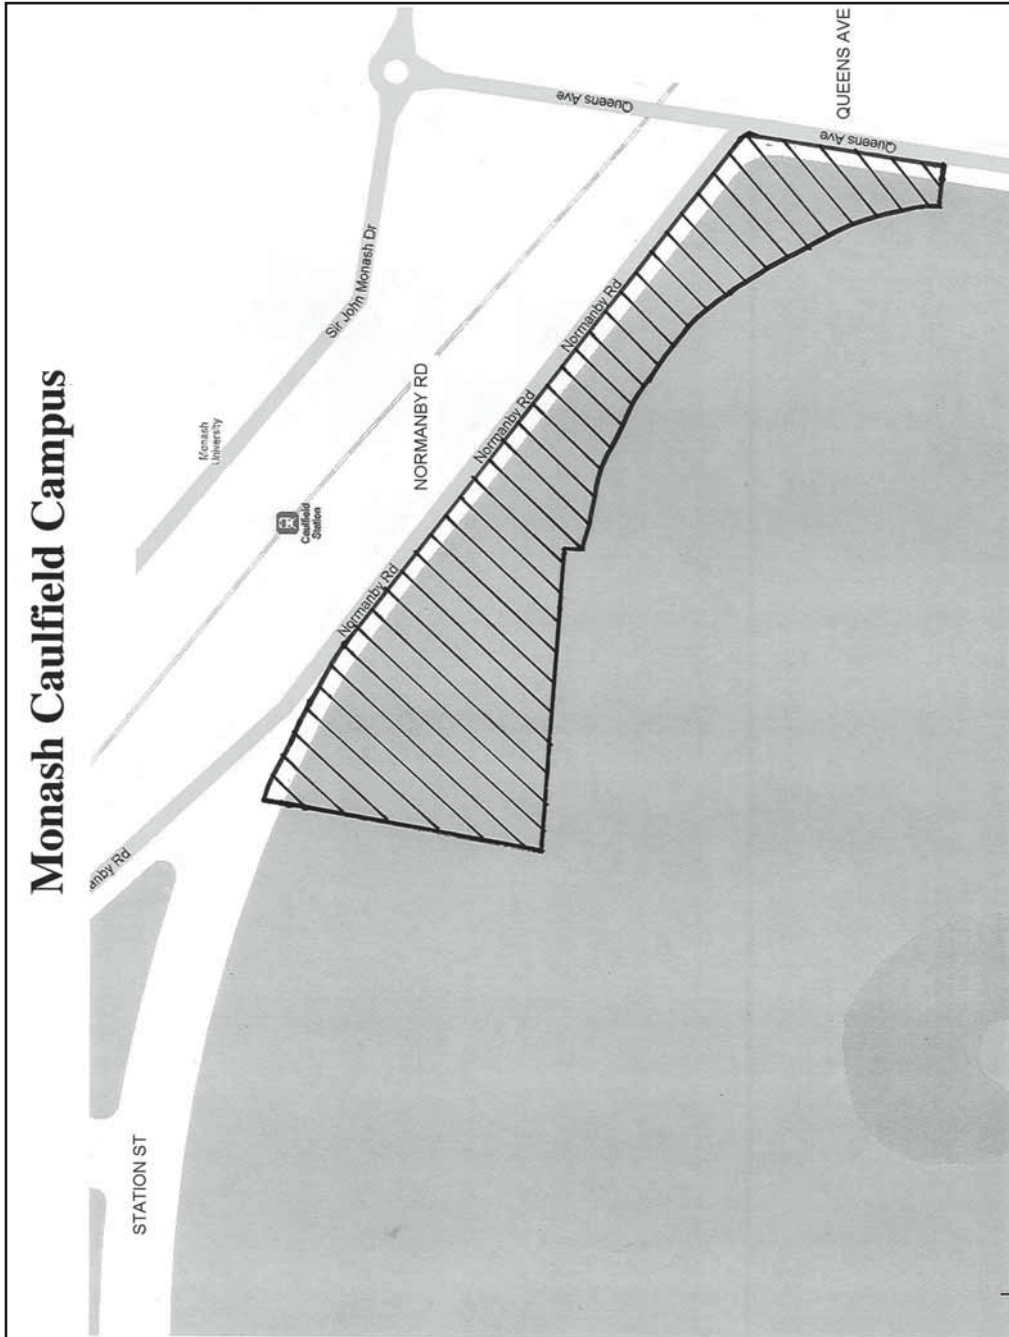 Monash Caulfield Campus
QUEENS AVE
Queens Ave
Queens Ave
Sir John Monash Dr
Monash
University
NORMANBY RD
Caulfield
Station
Normanby Rd
Normanby Rd
Normanby Rd
anby Rd
STATION ST